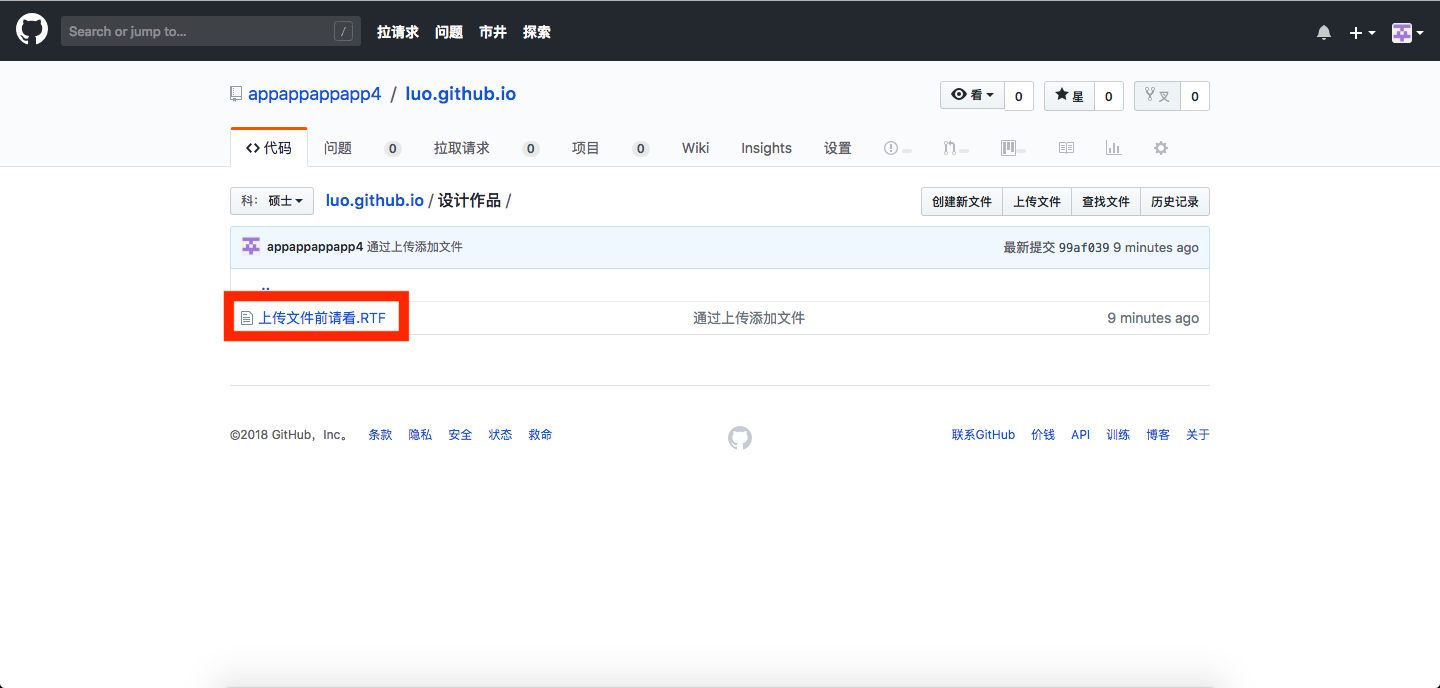 Search or jump to... / 拉请求 问题 市井 探索
appappappapp4 / luo.github.io 看 0 星 0 叉 0
代码 问题 0 拉取请求 0 项目 0 Wiki Insights 设置
科: 硕士 luo.github.io / 设计作品 / 创建新文件 上传文件 查找文件 历史记录
appappappapp4 通过上传添加文件 最新提交 99af039 9 minutes ago
..
上传文件前请看.RTF 通过上传添加文件 9 minutes ago
©2018 GitHub，Inc。 条款 隐私 安全 状态 救命 联系GitHub 价钱 API 训练 博客 关于